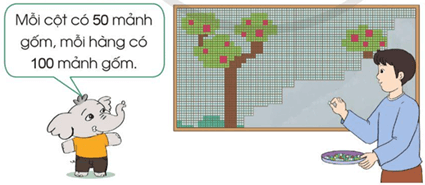 Mỗi cột có 50 mảnh
gốm, mỗi hàng có
100 mảnh gốm.